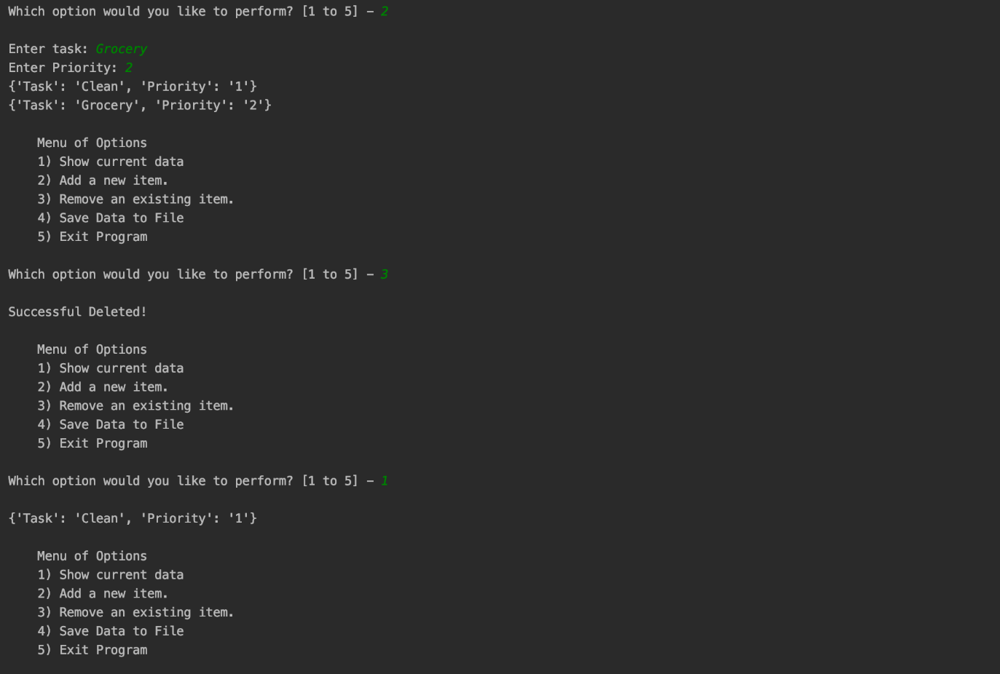 Which option would you like to perform? [1 to 5] - 2
Enter task: Grocery
Enter Priority: 2
{'Task': 'Clean', 'Priority': '1'}
{'Task': 'Grocery', 'Priority': '2'}
Menu of Options
1) Show current data
2) Add a new item.
3) Remove an existing item.
4) Save Data to File
5) Exit Program
Which option would you like to perform? [1 to 5] - 3
Successful Deleted!
Menu of Options
1) Show current data
2) Add a new item.
3) Remove an existing item.
4) Save Data to File
5) Exit Program
Which option would you like to perform? [1 to 5] - 1
{'Task': 'Clean', 'Priority': '1'}
Menu of Options
1) Show current data
2) Add a new item.
3) Remove an existing item.
4) Save Data to File
5) Exit Program